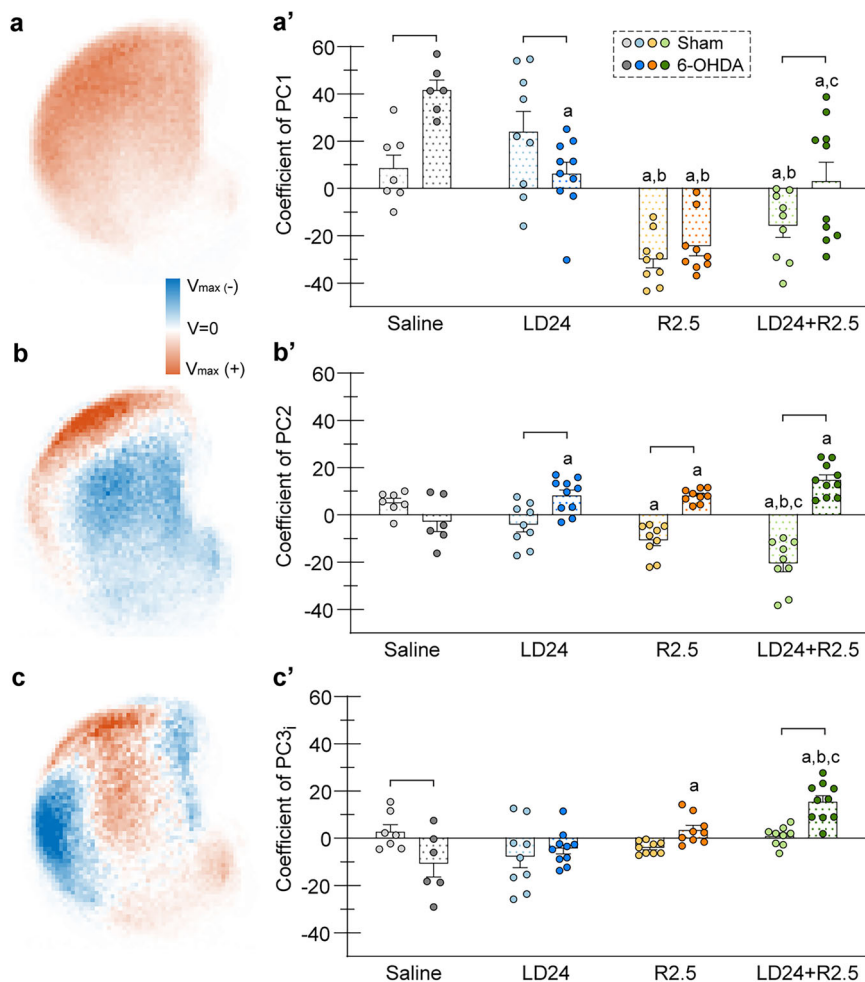 a
a'
Sham
6-OHDA
Coefficient of PC1
60
40
20
0
-20
-40
a
a,b
a,b
a,b
a,c
Saline
LD24
R2.5
LD24+R2.5
Vmax (-)
V=0
Vmax (+)
b
b'
Coefficient of PC2
60
40
20
0
-20
-40
a
a
a
a,b,c
a
Saline
LD24
R2.5
LD24+R2.5
c
c'
Coefficient of PC3i
60
40
20
0
-20
-40
a
a,b,c
Saline
LD24
R2.5
LD24+R2.5